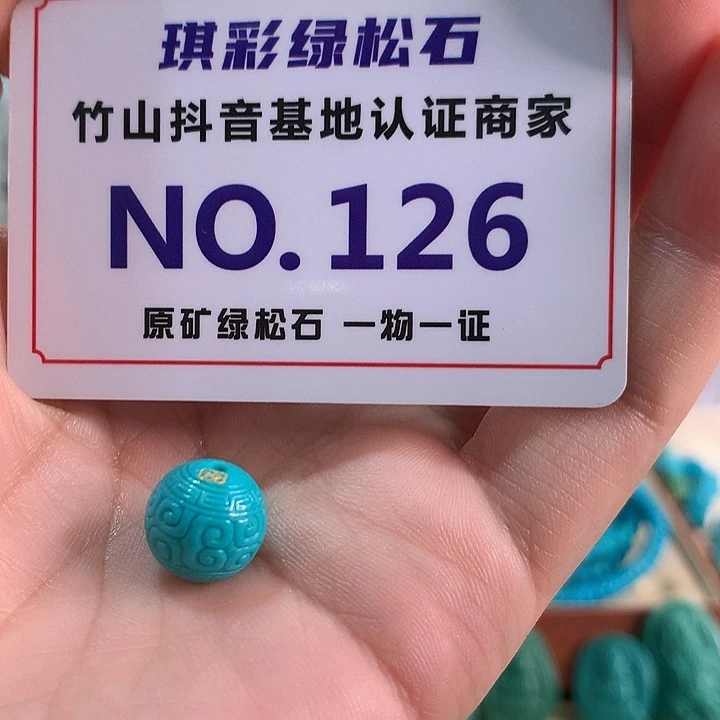 琪彩绿松石
竹山抖音基地认证商家
NO.126
原矿绿松石 一物一证